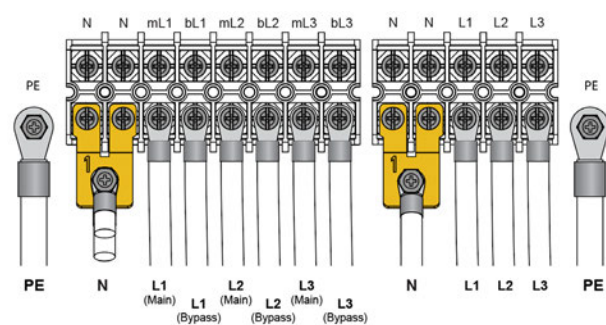 N N mL1 bL1 mL2 bL2 mL3 bL3 N N L1 L2 L3
PE PE
1 1
PE N L1 L2 L3 N L1 L2 L3 PE
(Main) (Main) (Main)
L1 L2 L3
(Bypass) (Bypass) (Bypass)